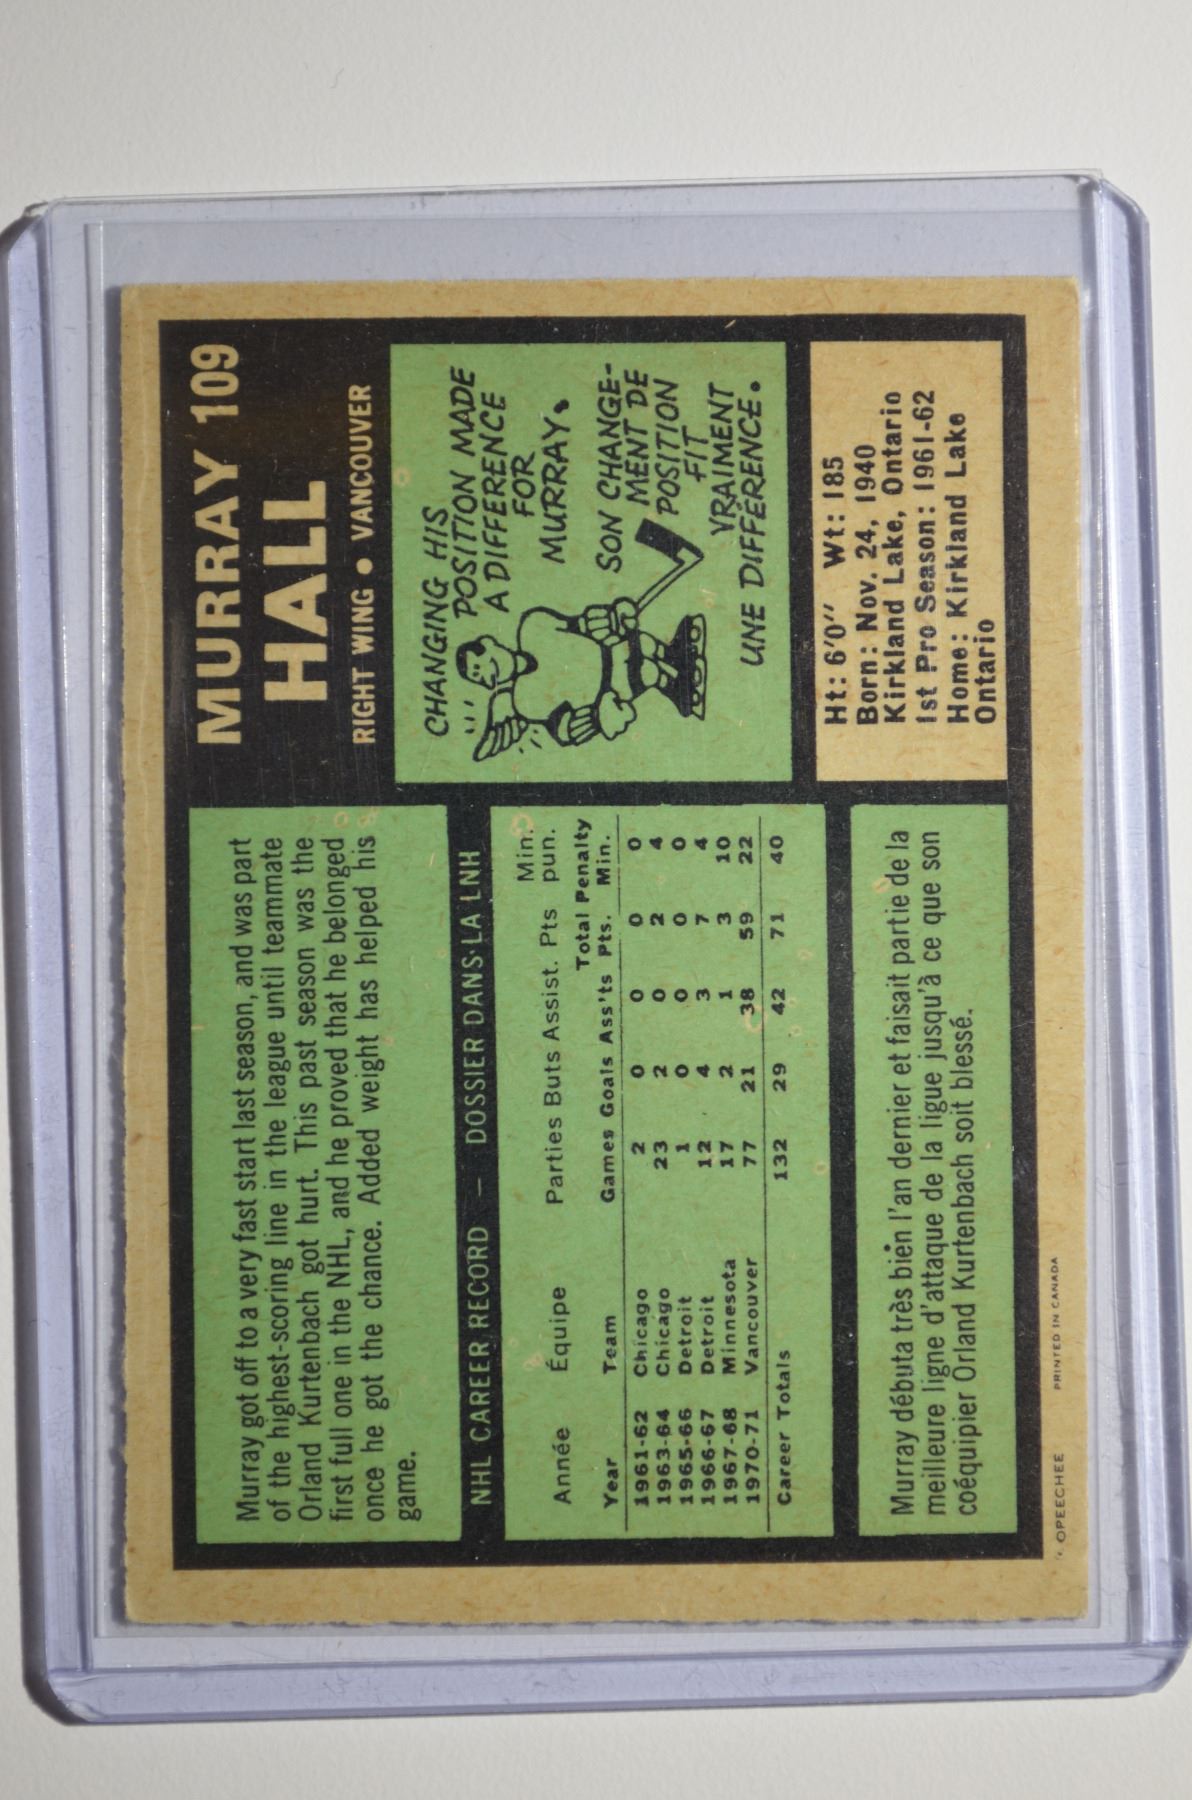 MURRAY 109
HALL
RIGHT WING • VANCOUVER
Murray got off to a very fast start last season, and was part
of the highest-scoring line in the league until teammate
Orland Kurtenbach got hurt. This past season was the
first full one in the NHL, and he proved that he belonged
once he got the chance. Added weight has helped his
game.
CHANGING HIS
POSITION MADE
A DIFFERENCE
FOR
MURRAY.
SON CHANGE-
MENT DE
POSITION
FIT
VRAIMENT
UNE DIFFÉRENCE.
NHL CAREER RECORD — DOSSIER DANS LA LNH
Année Équipe Parties Buts Assist. Pts Min. pun.
Year Team Games Goals Ass'ts Total Pts. Penalty Min.
1961-62 Chicago 2 0 0 0 0
1963-64 Chicago 23 2 0 2 4
1965-66 Detroit 1 0 0 0 0
1966-67 Detroit 12 4 3 7 4
1967-68 Minnesota 17 2 1 3 10
1970-71 Vancouver 77 21 38 59 22
Career Totals 132 29 42 71 40
Ht: 6'0" Wt: 185
Born: Nov. 24, 1940
Kirkland Lake, Ontario
1st Pro Season: 1961-62
Home: Kirkland Lake
Ontario
Murray débuta très bien l'an dernier et faisait partie de la
meilleure ligne d'attaque de la ligue jusqu'à ce que son
coéquipier Orland Kurtenbach soit blessé.
OPEECHEE PRINTED IN CANADA